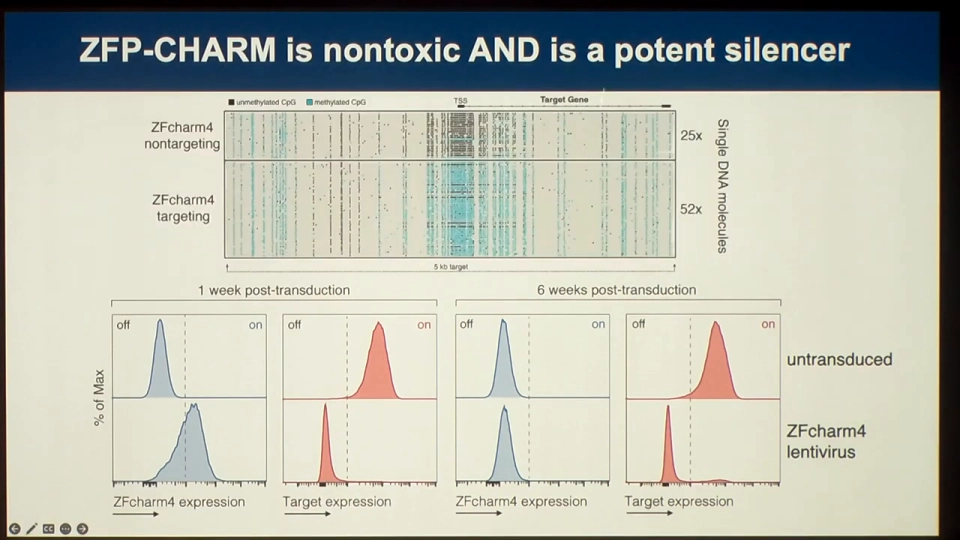 ZFP-CHARM is nontoxic AND is a potent silencer
unmethylated CpG
methylated CpG
TSS
Target Gene
ZFcharm4
nontargeting
25x
ZFcharm4
targeting
52x
Single DNA molecules
5 kb target
1 week post-transduction
6 weeks post-transduction
off
on
off
on
off
on
off
on
untransduced
% of Max
ZFcharm4
lentivirus
ZFcharm4 expression
Target expression
ZFcharm4 expression
Target expression
CC